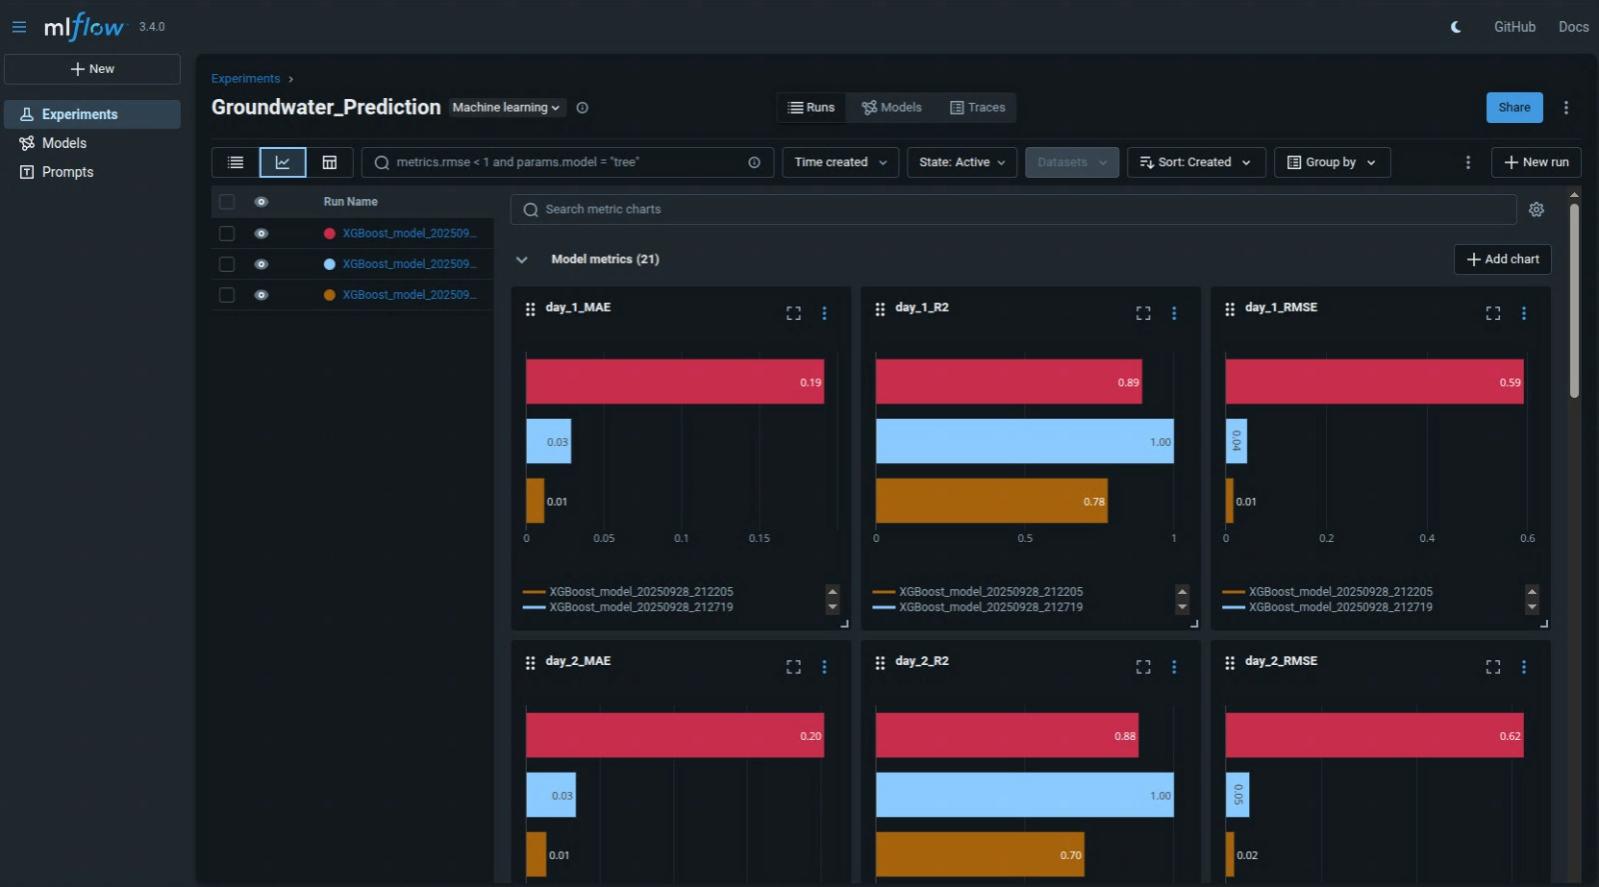 mlflow 3.4.0
GitHub Docs
New
Experiments
Models
Prompts
Experiments
Groundwater_Prediction Machine learning
Runs Models Traces
Share
metrics.rmse < 1 and params.model = "tree"
Time created State: Active Datasets Sort: Created Group by
New run
Run Name
XGBoost_model_202509...
XGBoost_model_202509...
XGBoost_model_202509...
Search metric charts
Model metrics (21)
Add chart
day_1_MAE
0.19
0.03
0.01
0 0.05 0.1 0.15
XGBoost_model_20250928_212205
XGBoost_model_20250928_212719
day_1_R2
0.89
1.00
0.78
0 0.5 1
XGBoost_model_20250928_212205
XGBoost_model_20250928_212719
day_1_RMSE
0.59
0.04
0.01
0 0.2 0.4 0.6
XGBoost_model_20250928_212205
XGBoost_model_20250928_212719
day_2_MAE
0.20
0.03
0.01
day_2_R2
0.88
1.00
0.70
day_2_RMSE
0.62
0.05
0.02